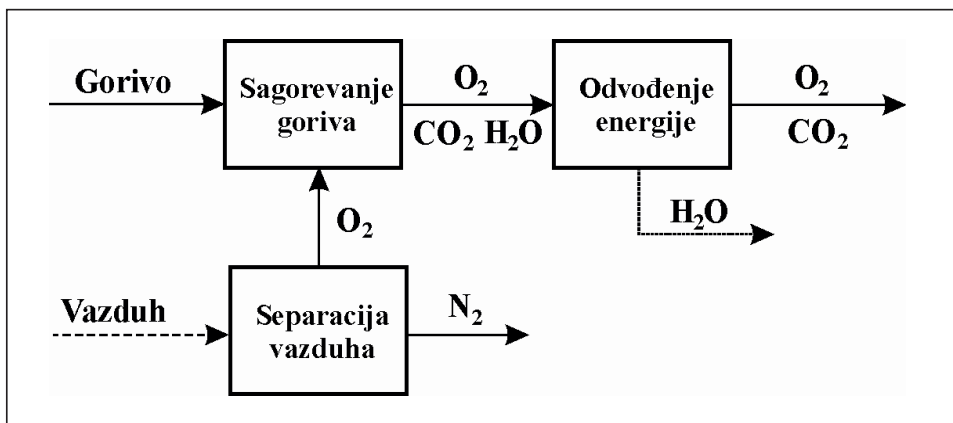 Gorivo
Sagorevanje
goriva
O₂
CO₂ H₂O
Odvođenje
energije
O₂
CO₂
H₂O
O₂
Vazduh
Separacija
vazduha
N₂